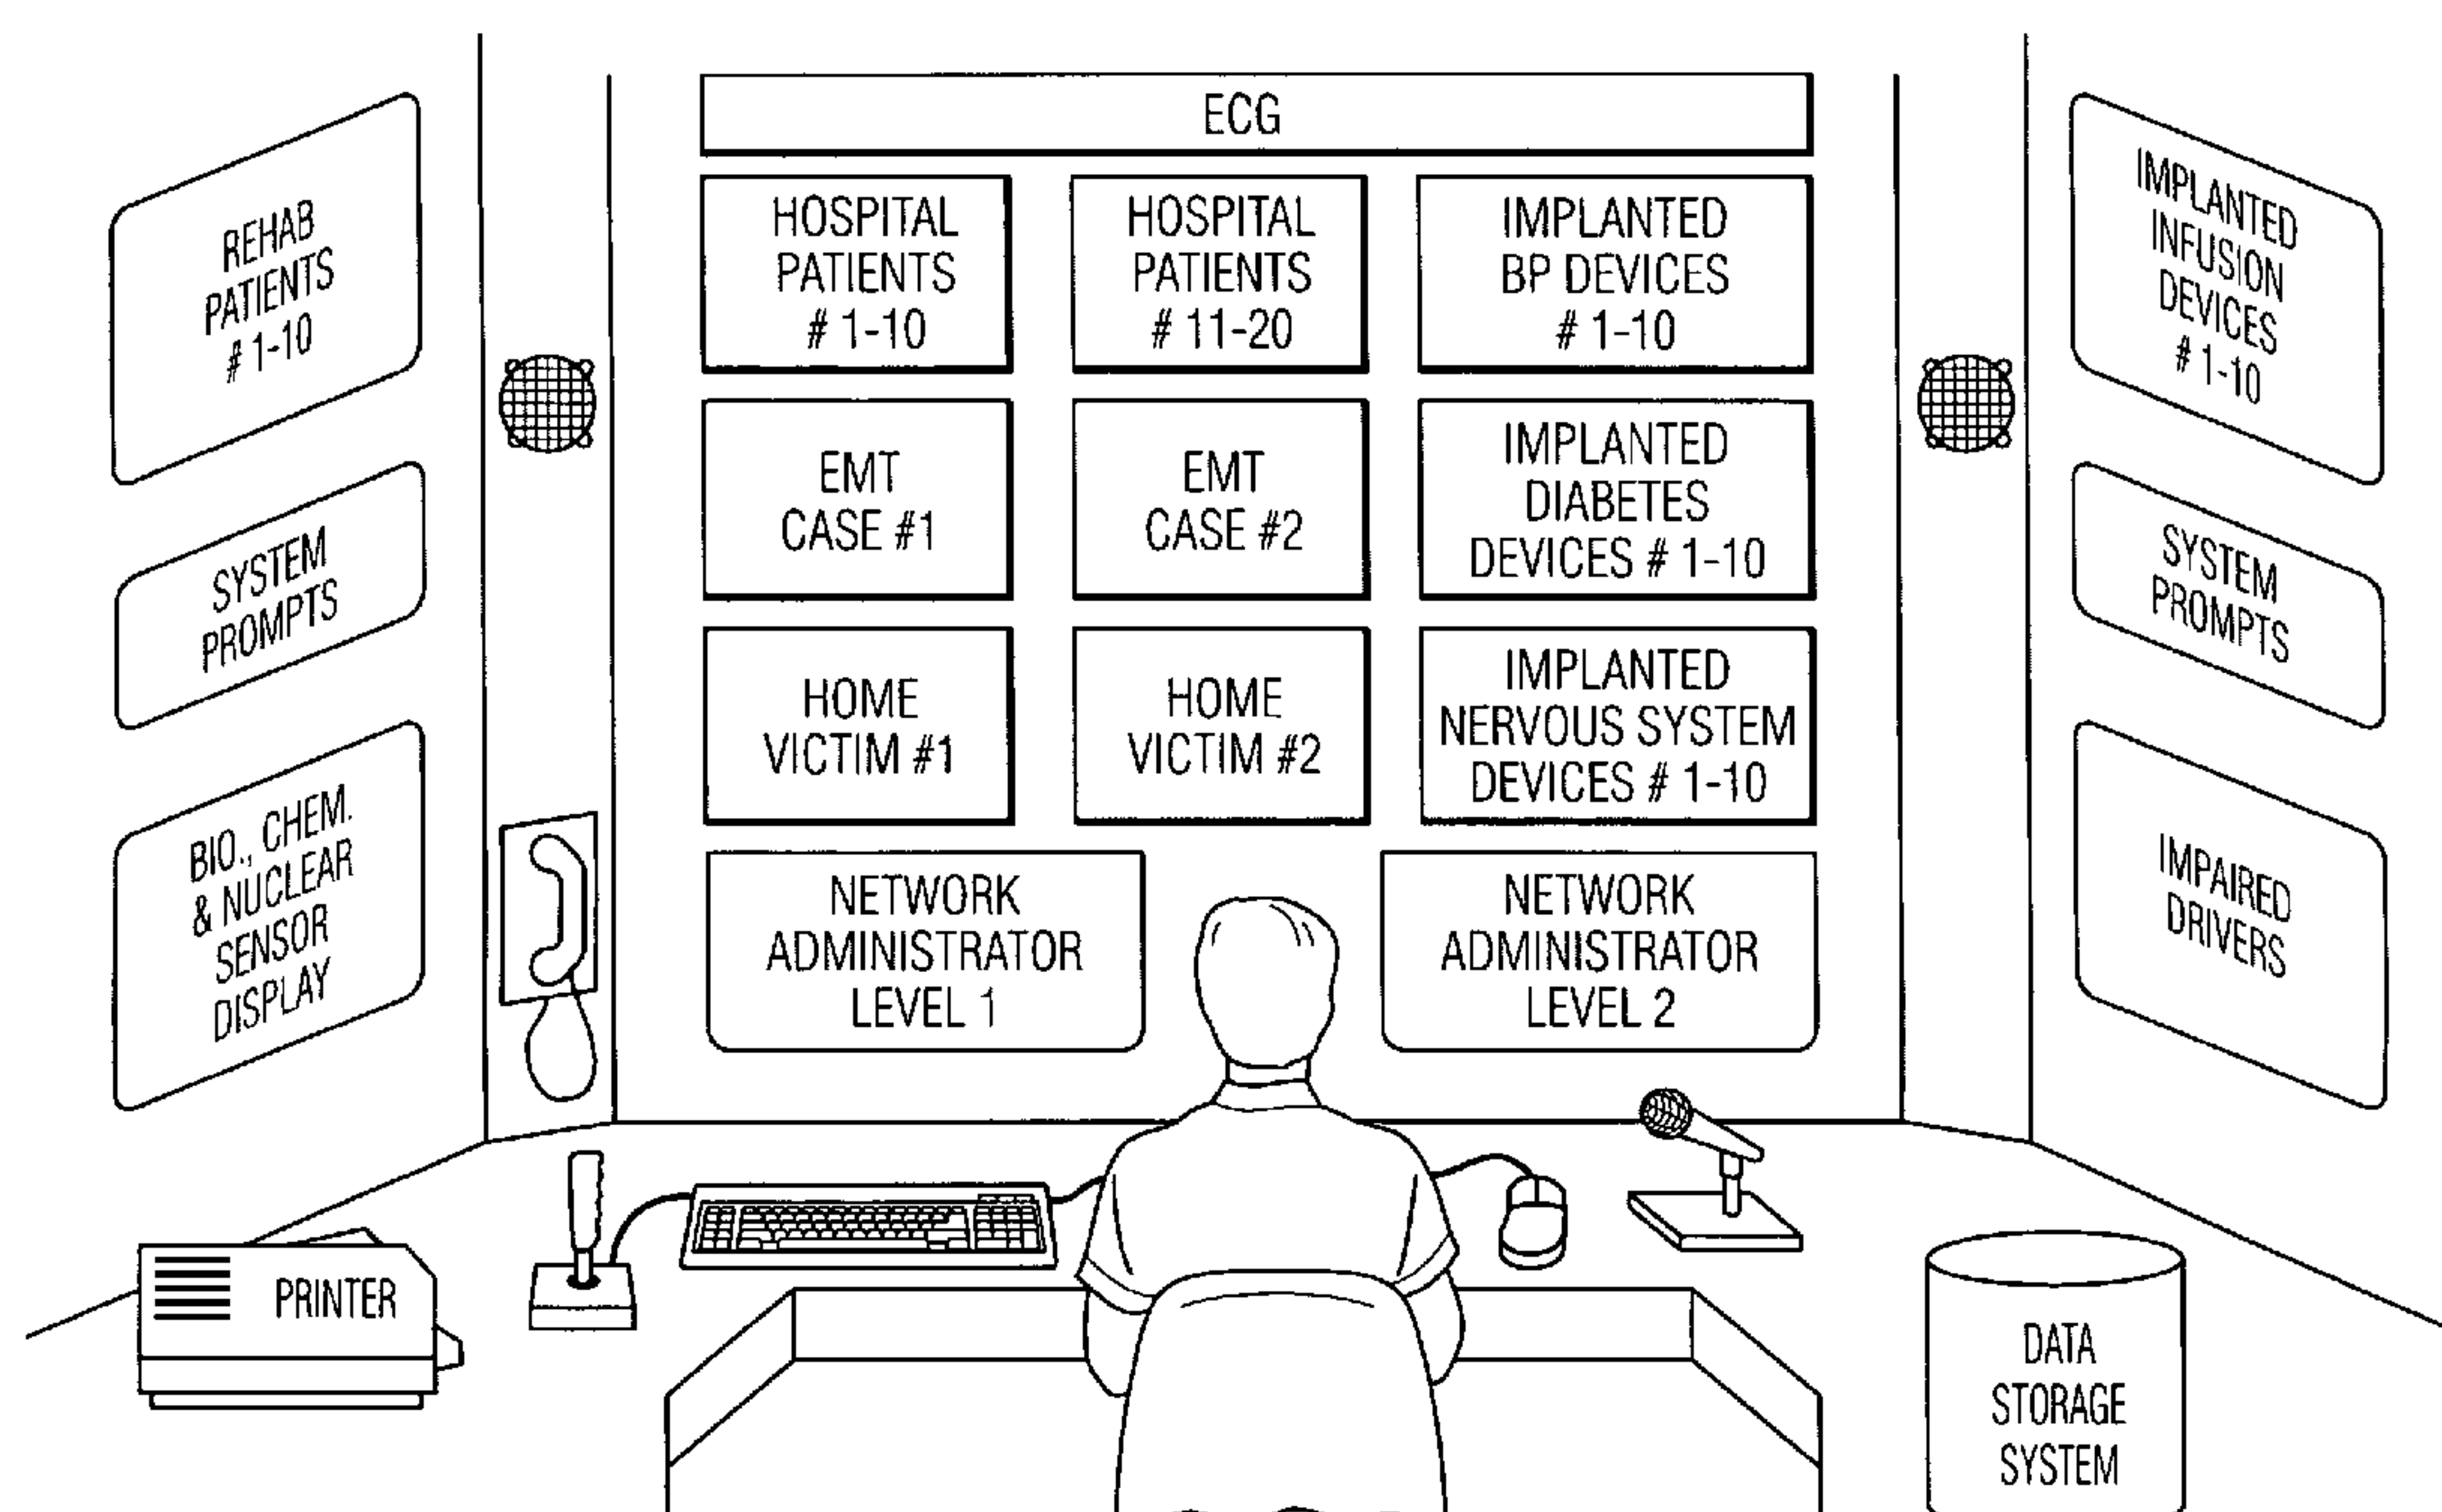 REHAB
PATIENTS
# 1-10
SYSTEM
PROMPTS
BIO., CHEM.
& NUCLEAR
SENSOR
DISPLAY
ECG
HOSPITAL
PATIENTS
# 1-10
HOSPITAL
PATIENTS
# 11-20
IMPLANTED
BP DEVICES
# 1-10
EMT
CASE #1
EMT
CASE #2
IMPLANTED
DIABETES
DEVICES # 1-10
HOME
VICTIM #1
HOME
VICTIM #2
IMPLANTED
NERVOUS SYSTEM
DEVICES # 1-10
NETWORK
ADMINISTRATOR
LEVEL 1
NETWORK
ADMINISTRATOR
LEVEL 2
IMPLANTED
INFUSION
DEVICES
# 1-10
SYSTEM
PROMPTS
IMPAIRED
DRIVERS
PRINTER
DATA
STORAGE
SYSTEM